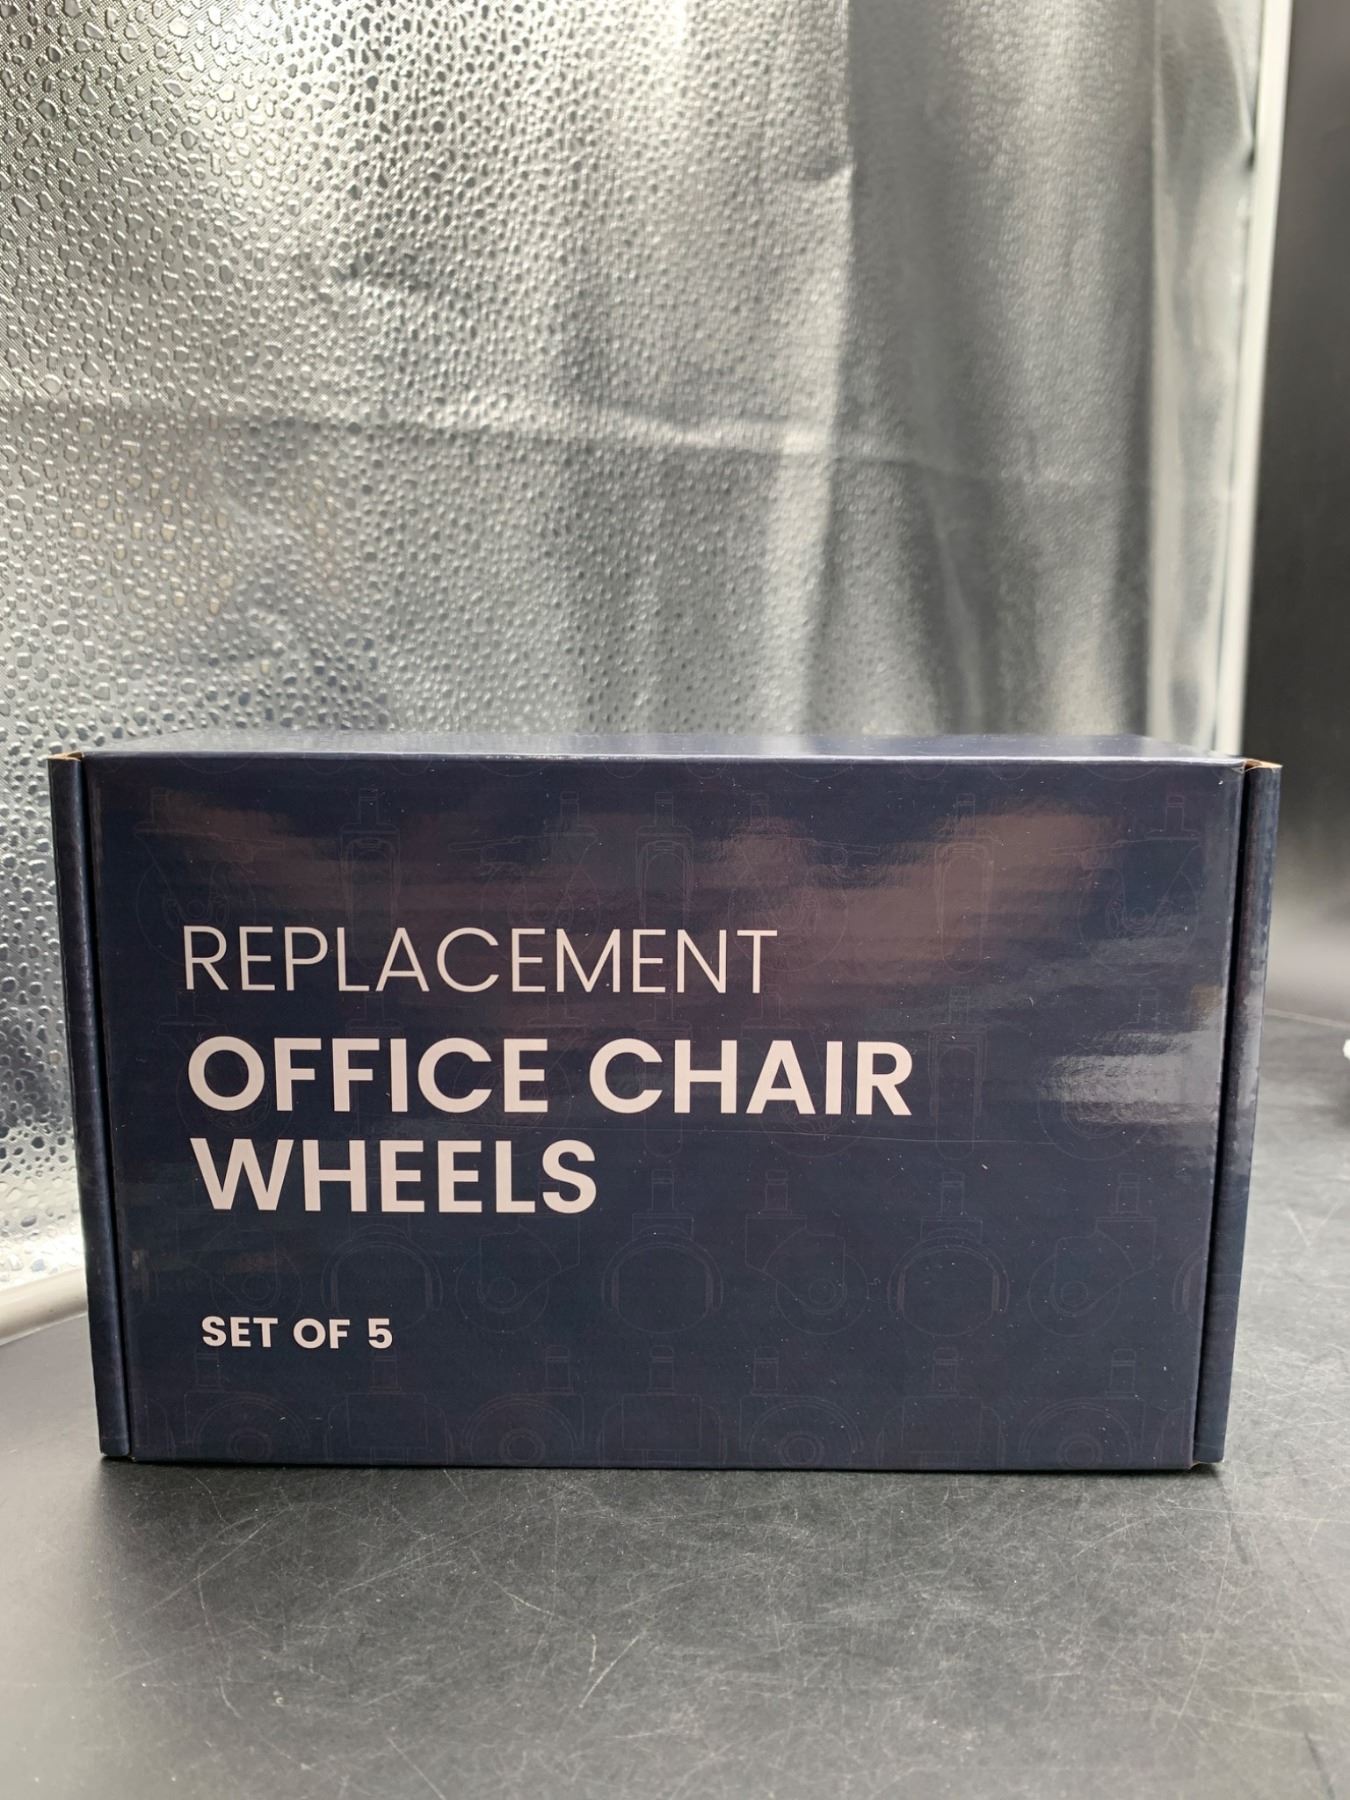 REPLACEMENT
OFFICE CHAIR
WHEELS
SET OF 5